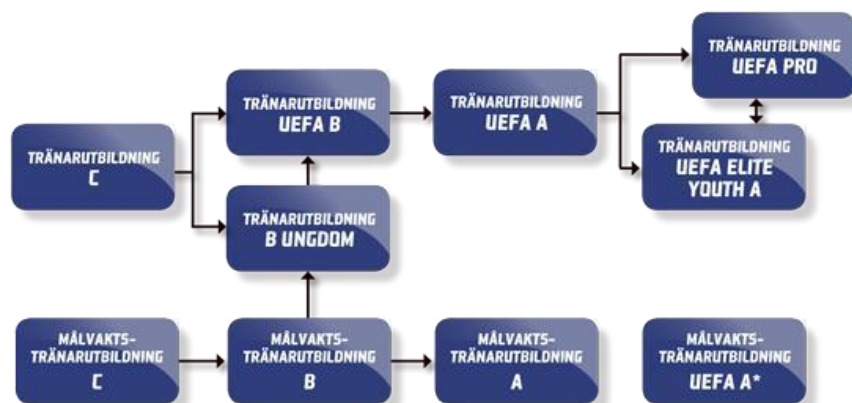 TRÄNARUTBILDNING
UEFA PRO
TRÄNARUTBILDNING
UEFA B
TRÄNARUTBILDNING
UEFA A
TRÄNARUTBILDNING
C
TRÄNARUTBILDNING
UEFA ELITE
YOUTH A
TRÄNARUTBILDNING
B UNGDOM
MÅLVAKTS-
TRÄNARUTBILDNING
C
MÅLVAKTS-
TRÄNARUTBILDNING
B
MÅLVAKTS-
TRÄNARUTBILDNING
A
MÅLVAKTS-
TRÄNARUTBILDNING
UEFA A*